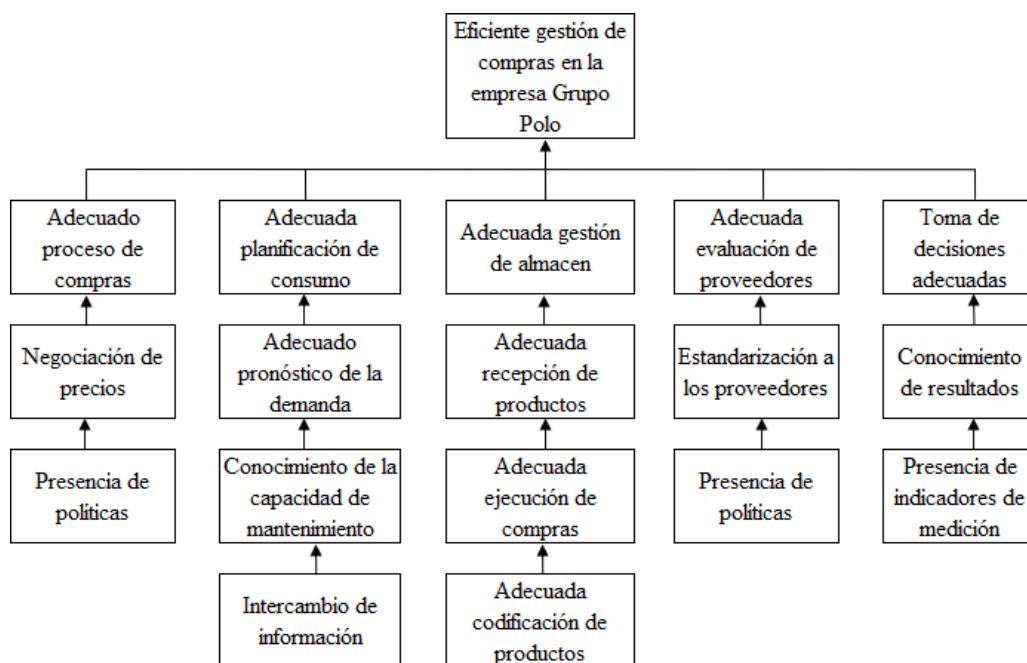 Eficiente gestión de
compras en la
empresa Grupo
Polo
Adecuado
proceso de
compras
Adecuada
planificación de
consumo
Adecuada gestión
de almacen
Adecuada
evaluación de
proveedores
Toma de
decisiones
adecuadas
Negociación de
precios
Adecuado
pronóstico de la
demanda
Adecuada
recepción de
productos
Estandarización a
los proveedores
Conocimiento
de resultados
Presencia de
políticas
Conocimiento de la
capacidad de
mantenimiento
Adecuada
ejecución de
compras
Presencia de
políticas
Presencia de
indicadores de
medición
Intercambio de
información
Adecuada
codificación de
productos